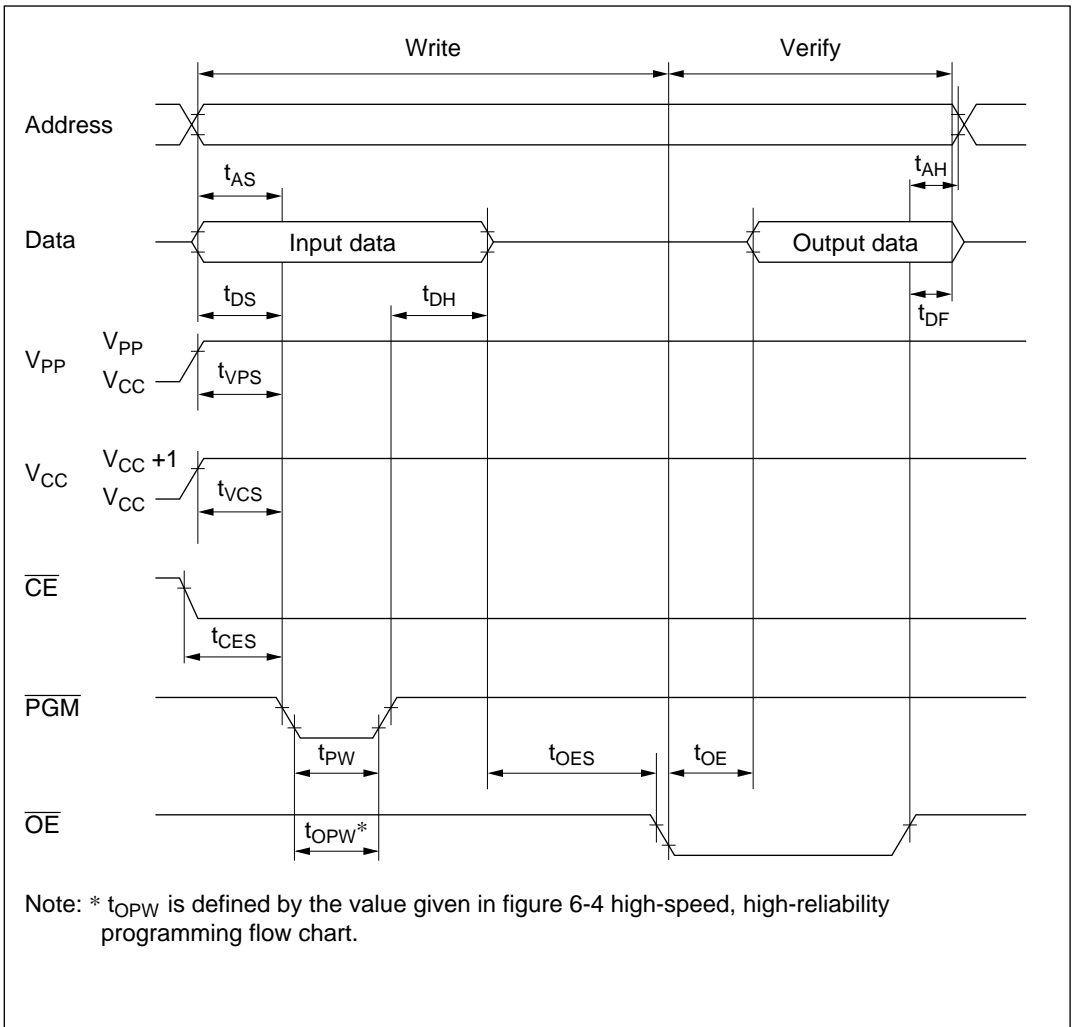 Write Verify
Address
tAS tAH
Data Input data Output data
tDS tDH tDF
VPP VPP
VCC tVPS
VCC VCC +1
VCC tVCS
CE
tCES
PGM
tPW tOES tOE
OE
tOPW*
Note: * tOPW is defined by the value given in figure 6-4 high-speed, high-reliability
programming flow chart.